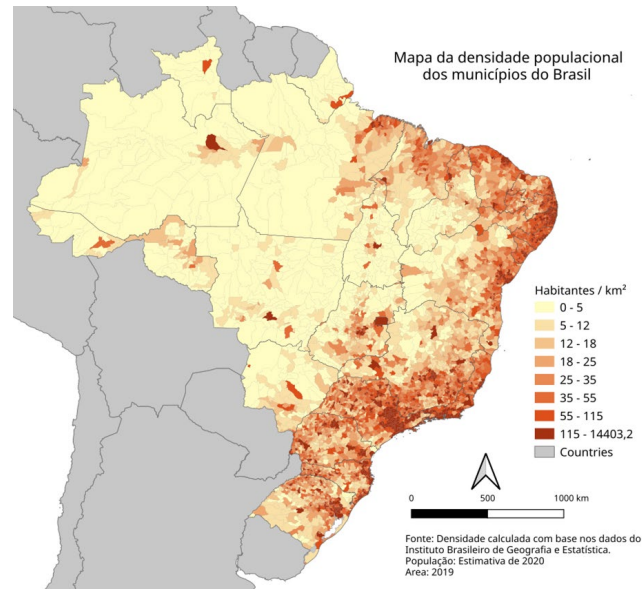 Mapa da densidade populacional
dos municípios do Brasil
Habitantes / km²
0 - 5
5 - 12
12 - 18
18 - 25
25 - 35
35 - 55
55 - 115
115 - 14403,2
Countries
0
500
1000 km
Fonte: Densidade calculada com base nos dados do
Instituto Brasileiro de Geografia e Estatística.
População: Estimativa de 2020
Area: 2019